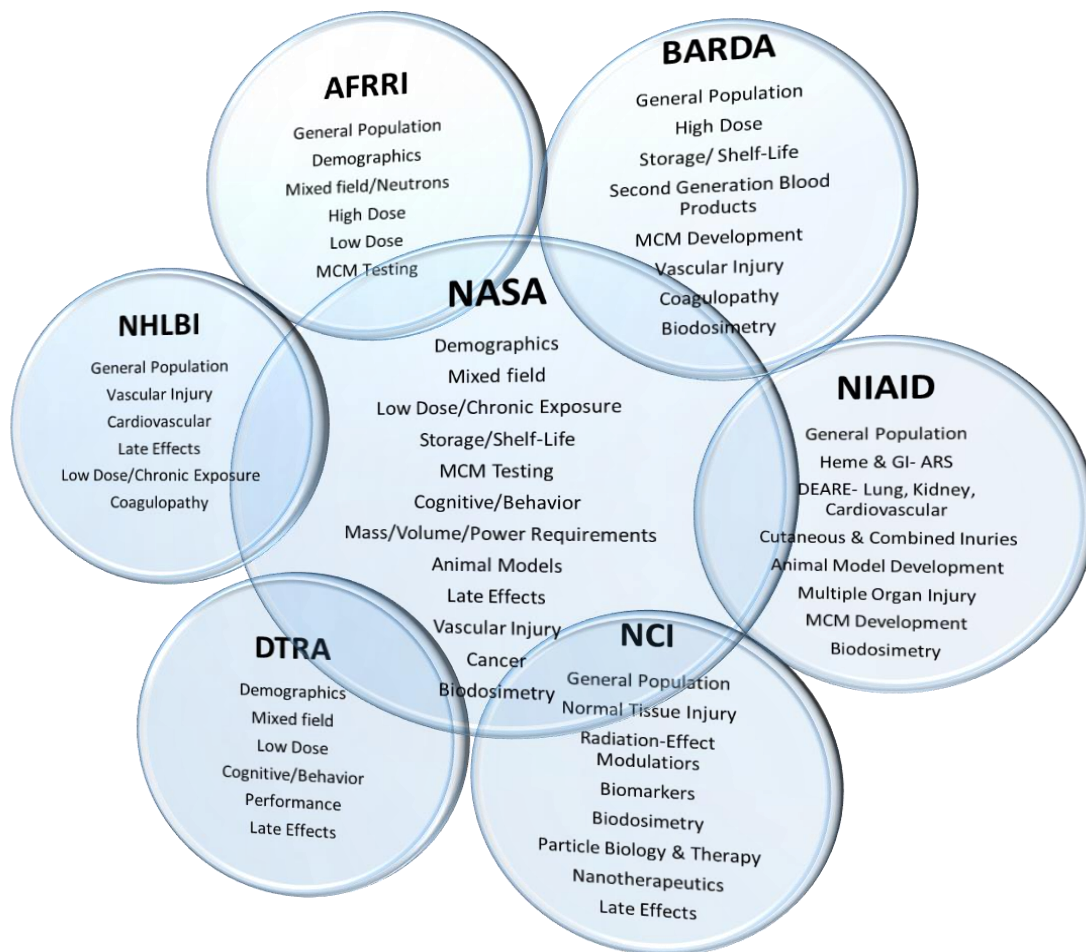 AFRRI
General Population
Demographics
Mixed field/Neutrons
High Dose
Low Dose
MCM Testing
BARDA
General Population
High Dose
Storage/ Shelf-Life
Second Generation Blood
Products
MCM Development
Vascular Injury
Coagulopathy
Biodosimetry
NHLBI
General Population
Vascular Injury
Cardiovascular
Late Effects
Low Dose/Chronic Exposure
Coagulopathy
NASA
Demographics
Mixed field
Low Dose/Chronic Exposure
Storage/Shelf-Life
MCM Testing
Cognitive/Behavior
Mass/Volume/Power Requirements
Animal Models
Late Effects
Vascular Injury
Cancer
Biodosimetry
NIAID
General Population
Heme & GI- ARS
DEARE- Lung, Kidney,
Cardiovascular
Cutaneous & Combined Inuries
Animal Model Development
Multiple Organ Injury
MCM Development
Biodosimetry
DTRA
Demographics
Mixed field
Low Dose
Cognitive/Behavior
Performance
Late Effects
NCI
General Population
Normal Tissue Injury
Radiation-Effect
Modulatiors
Biomarkers
Biodosimetry
Particle Biology & Therapy
Nanotherapeutics
Late Effects